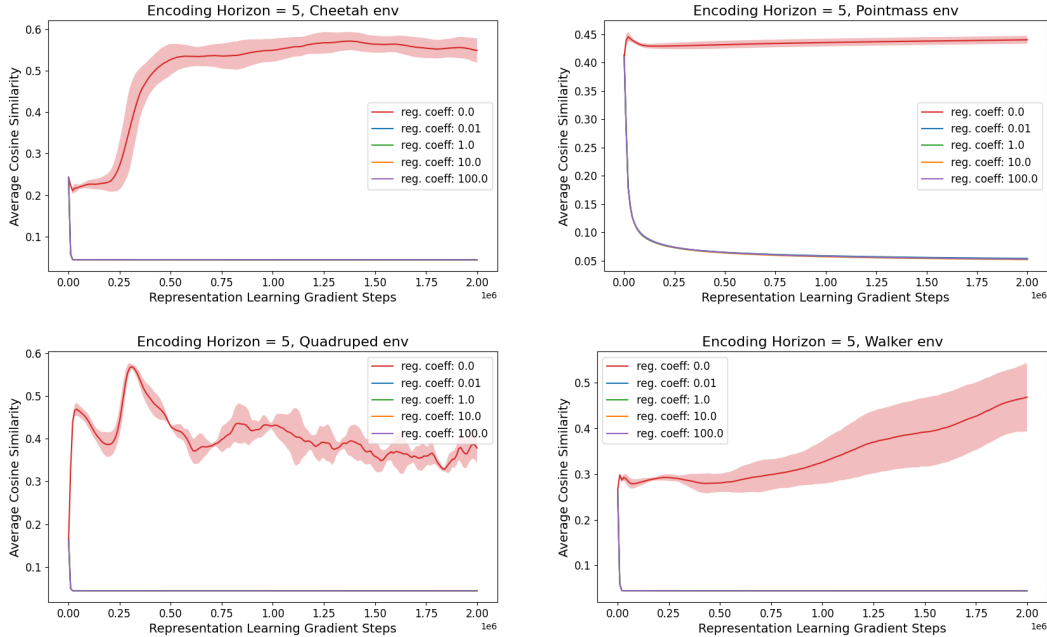 Encoding Horizon = 5, Cheetah env
Average Cosine Similarity
0.6
0.5
0.4
0.3
0.2
0.1
reg. coeff: 0.0
reg. coeff: 0.01
reg. coeff: 1.0
reg. coeff: 10.0
reg. coeff: 100.0
0.00 0.25 0.50 0.75 1.00 1.25 1.50 1.75 2.00
1e6
Representation Learning Gradient Steps
Encoding Horizon = 5, Pointmass env
Average Cosine Similarity
0.45
0.40
0.35
0.30
0.25
0.20
0.15
0.10
0.05
reg. coeff: 0.0
reg. coeff: 0.01
reg. coeff: 1.0
reg. coeff: 10.0
reg. coeff: 100.0
0.00 0.25 0.50 0.75 1.00 1.25 1.50 1.75 2.00
1e6
Representation Learning Gradient Steps
Encoding Horizon = 5, Quadruped env
Average Cosine Similarity
0.6
0.5
0.4
0.3
0.2
0.1
reg. coeff: 0.0
reg. coeff: 0.01
reg. coeff: 1.0
reg. coeff: 10.0
reg. coeff: 100.0
0.00 0.25 0.50 0.75 1.00 1.25 1.50 1.75 2.00
1e6
Representation Learning Gradient Steps
Encoding Horizon = 5, Walker env
Average Cosine Similarity
0.5
0.4
0.3
0.2
0.1
reg. coeff: 0.0
reg. coeff: 0.01
reg. coeff: 1.0
reg. coeff: 10.0
reg. coeff: 100.0
0.00 0.25 0.50 0.75 1.00 1.25 1.50 1.75 2.00
1e6
Representation Learning Gradient Steps